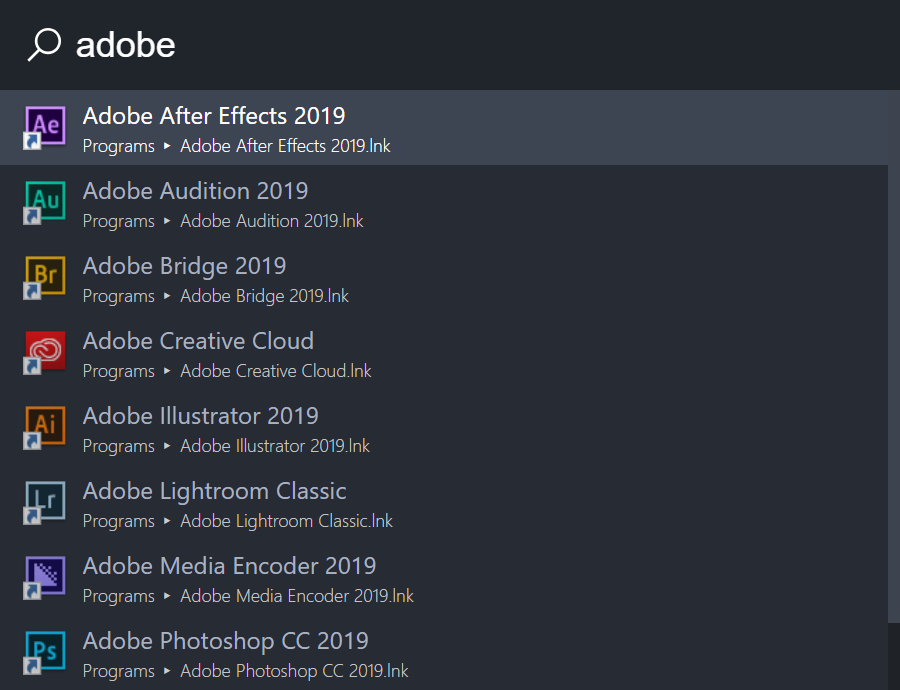 adobe
Ae
Adobe After Effects 2019
Programs ▸ Adobe After Effects 2019.lnk
Au
Adobe Audition 2019
Programs ▸ Adobe Audition 2019.lnk
Br
Adobe Bridge 2019
Programs ▸ Adobe Bridge 2019.lnk
Adobe Creative Cloud
Programs ▸ Adobe Creative Cloud.lnk
Ai
Adobe Illustrator 2019
Programs ▸ Adobe Illustrator 2019.lnk
Lr
Adobe Lightroom Classic
Programs ▸ Adobe Lightroom Classic.lnk
Adobe Media Encoder 2019
Programs ▸ Adobe Media Encoder 2019.lnk
Ps
Adobe Photoshop CC 2019
Programs ▸ Adobe Photoshop CC 2019.lnk